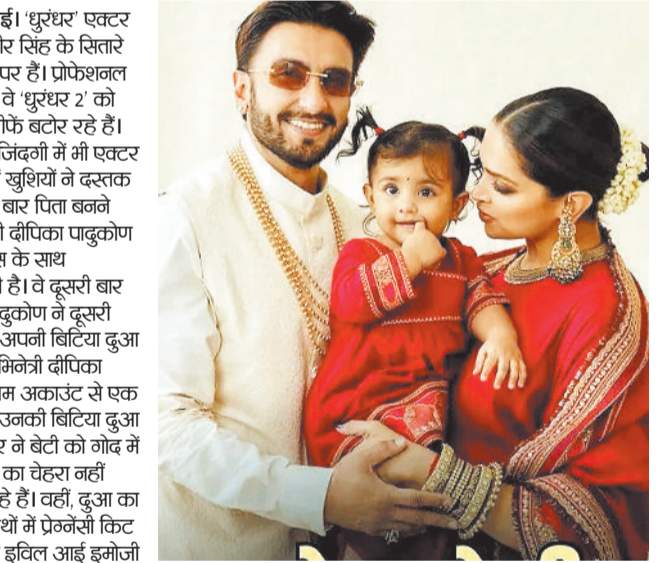 ई। 'धुरंधर' एक्टर
ीर सिंह के सितारे
पर हैं। प्रोफेशनल
वे 'धुरंधर 2' को
ीफें बटोर रहे हैं।
जिंदगी में भी एक्टर
खुशियों ने दस्तक
बार पिता बनने
दीपिका पादुकोण
स के साथ
है। वे दूसरी बार
दुकोण ने दूसरी
अपनी बिटिया दुआ
भिनेत्री दीपिका
ाम अकाउंट से एक
उनकी बिटिया दुआ
र ने बेटी को गोद में
का चेहरा नहीं
हे हैं। वहीं, दुआ का
थों में प्रेग्नेंसी किट
इविल आई इमोजी